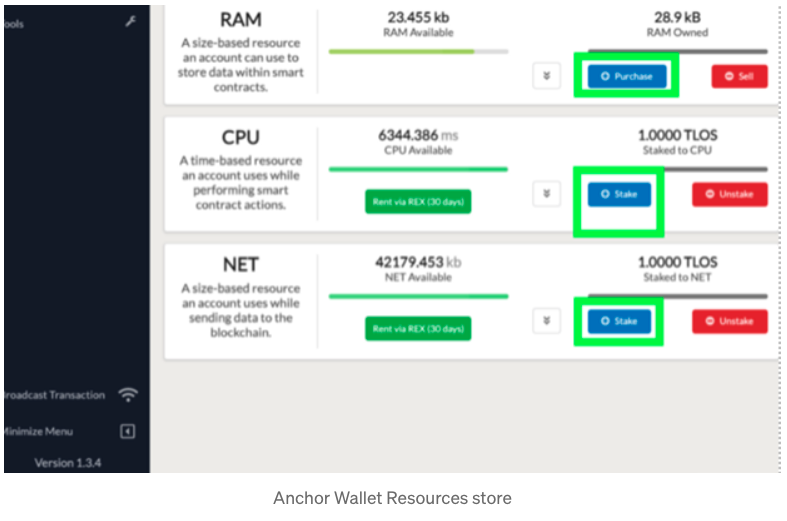 ools
RAM
A size-based resource
an account can use to
store data within smart
contracts.
23.455 kb
RAM Available
28.9 kB
RAM Owned
Purchase
Sell
CPU
A time-based resource
an account uses while
performing smart
contract actions.
6344.386 ms
CPU Available
Rent via REX (30 days)
1.0000 TLOS
Staked to CPU
Stake
Unstake
NET
A size-based resource
an account uses while
sending data to the
blockchain.
42179.453 kb
NET Available
Rent via REX (30 days)
1.0000 TLOS
Staked to NET
Stake
Unstake
Broadcast Transaction
Minimize Menu
Version 1.3.4
Anchor Wallet Resources store